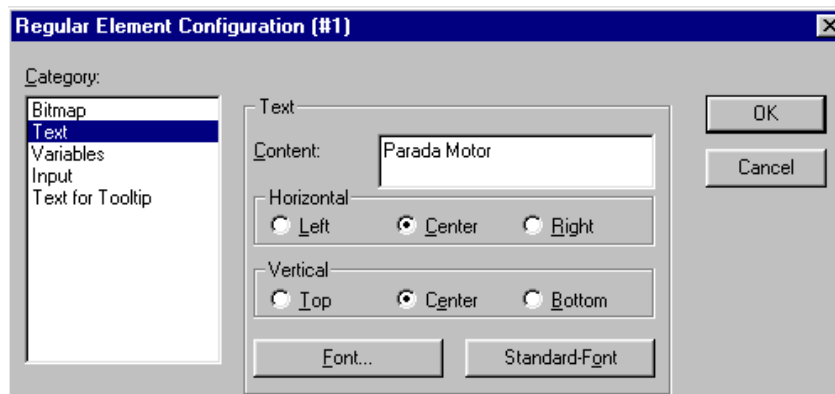 Regular Element Configuration (#1)
Category:
Bitmap
Text
Variables
Input
Text for Tooltip
Text
Content:
Parada Motor
Horizontal
Left Center Right
Vertical
Top Center Bottom
Font... Standard-Font
OK
Cancel